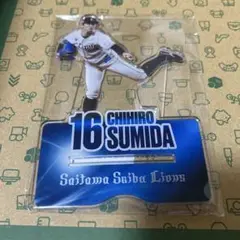 16 CHIHIRO
SUMIDA
Saitama Seibu Lions